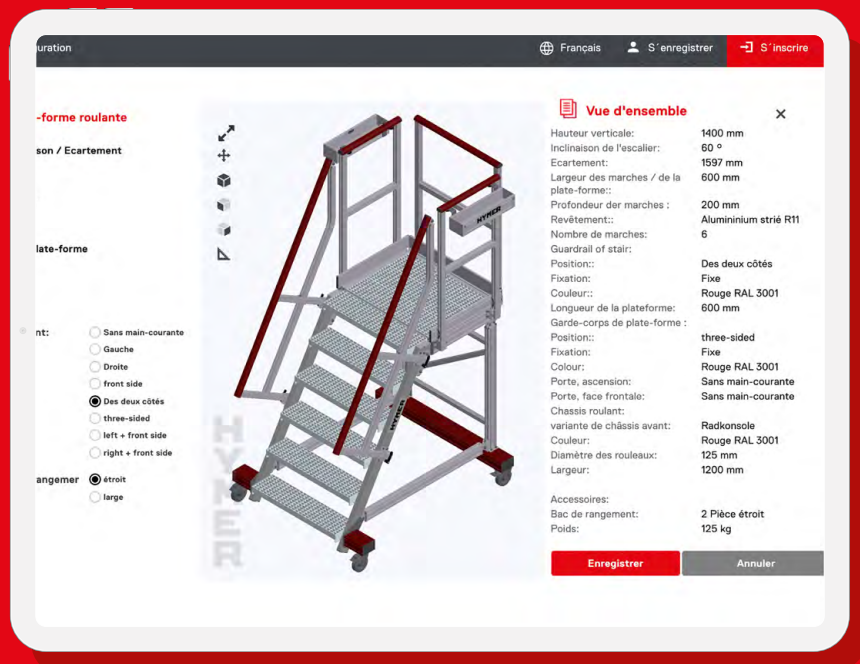 uration
Français
S´enregistrer
S´inscrire
-forme roulante
son / Ecartement
late-forme
nt:
Sans main-courante
Gauche
Droite
front side
Des deux côtés
three-sided
left + front side
right + front side
angemer
étroit
large
HYMER
HYMER
HYMER
Vue d'ensemble
Hauteur verticale: 1400 mm
Inclinaison de l'escalier: 60 °
Ecartement: 1597 mm
Largeur des marches / de la 600 mm
plate-forme::
Profondeur der marches : 200 mm
Revêtement:: Alumininium strié R11
Nombre de marches: 6
Guardrail of stair:
Position:: Des deux côtés
Fixation: Fixe
Couleur:: Rouge RAL 3001
Longueur de la plateforme: 600 mm
Garde-corps de plate-forme :
Position:: three-sided
Fixation: Fixe
Colour: Rouge RAL 3001
Porte, ascension: Sans main-courante
Porte, face frontale: Sans main-courante
Chassis roulant:
variante de châssis avant: Radkonsole
Couleur: Rouge RAL 3001
Diamètre des rouleaux: 125 mm
Largeur: 1200 mm
Accessoires:
Bac de rangement: 2 Pièce étroit
Poids: 125 kg
Enregistrer
Annuler